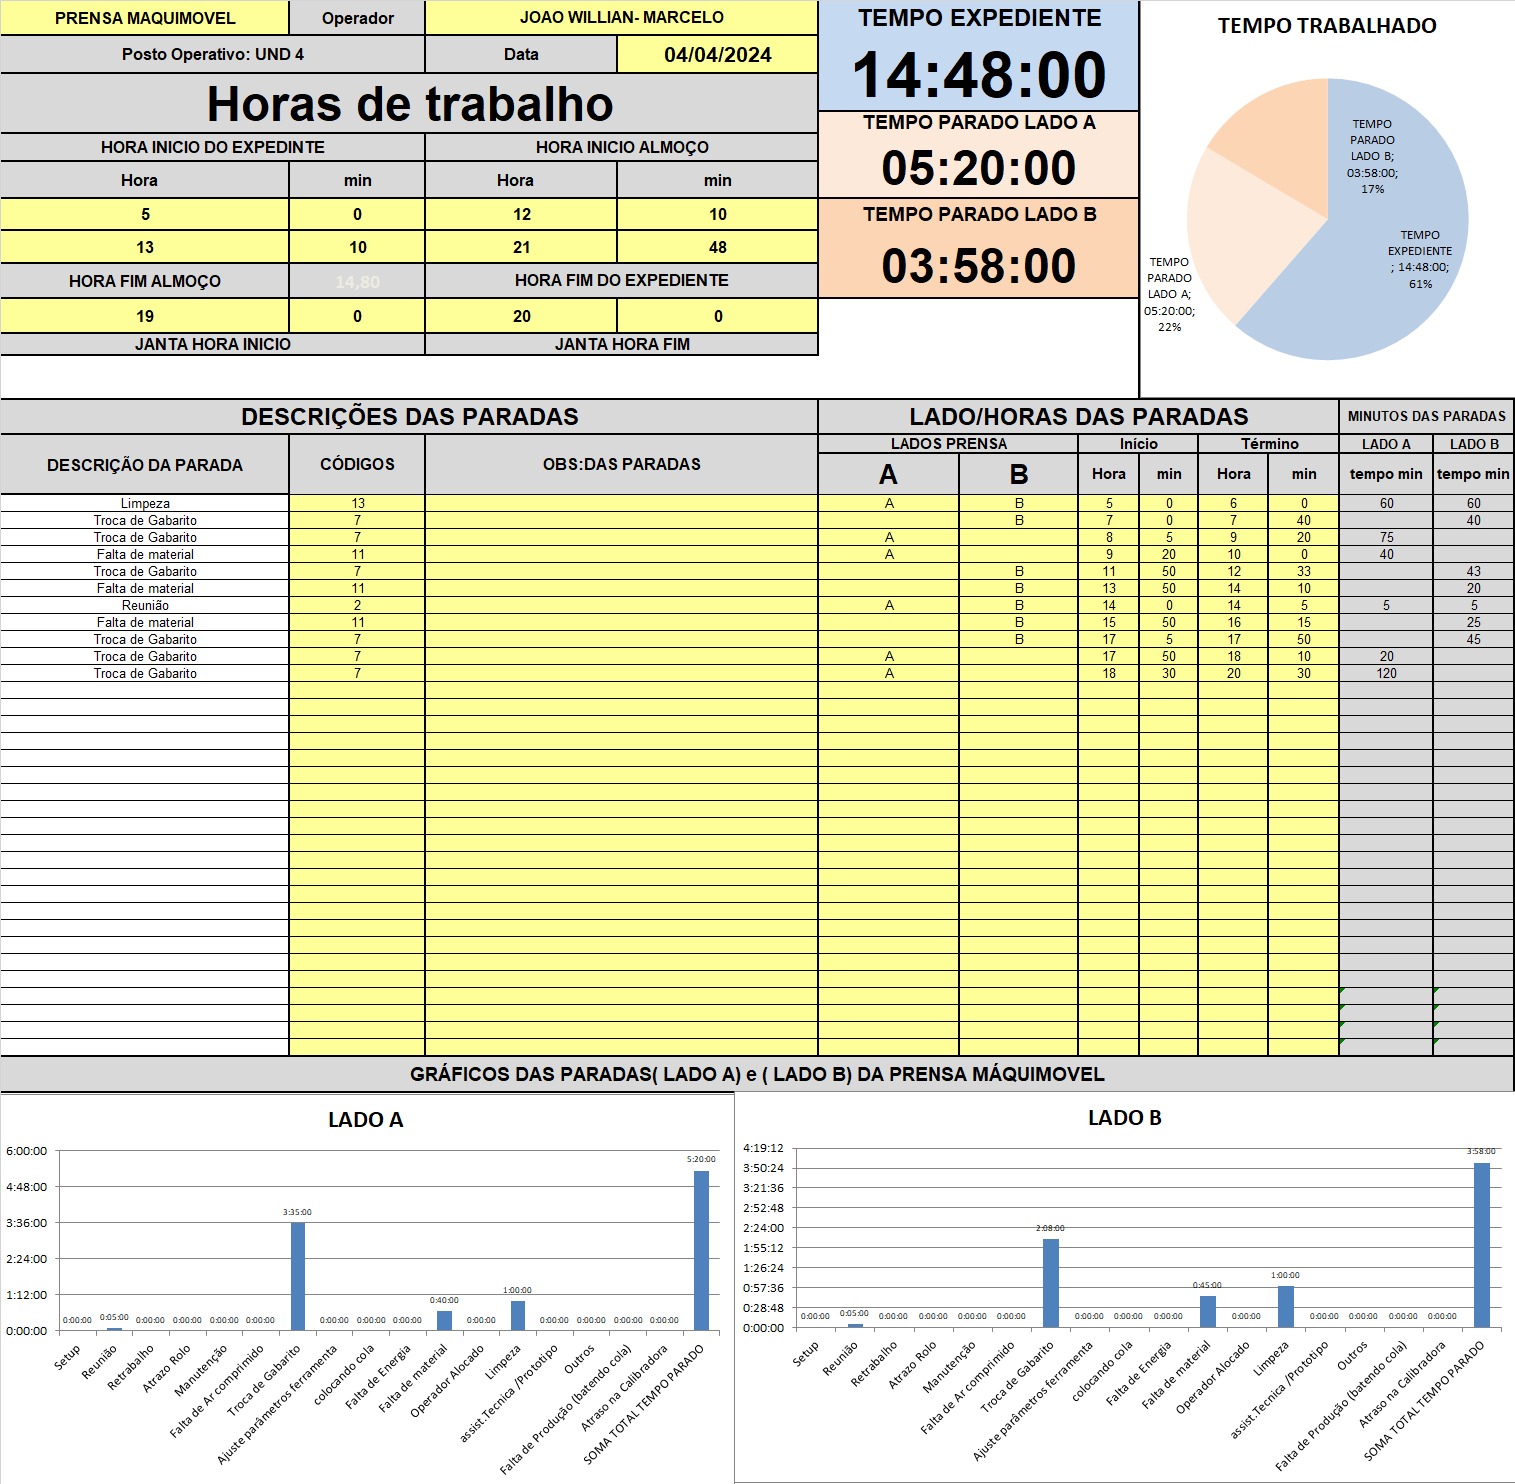 PRENSA MAQUIMOVEL Operador JOAO WILLIAN- MARCELO
Posto Operativo: UND 4 Data 04/04/2024
Horas de trabalho
HORA INICIO DO EXPEDINTE HORA INICIO ALMOÇO
Hora min Hora min
5 0 12 10
13 10 21 48
HORA FIM ALMOÇO 14,80 HORA FIM DO EXPEDIENTE
19 0 20 0
JANTA HORA INICIO JANTA HORA FIM
TEMPO EXPEDIENTE
14:48:00
TEMPO PARADO LADO A
05:20:00
TEMPO PARADO LADO B
03:58:00
TEMPO TRABALHADO
TEMPO
PARADO
LADO B;
03:58:00;
17%
TEMPO
EXPEDIENTE
; 14:48:00;
61%
TEMPO
PARADO
LADO A;
05:20:00;
22%
DESCRIÇÕES DAS PARADAS LADO/HORAS DAS PARADAS MINUTOS DAS PARADAS
DESCRIÇÃO DA PARADA CÓDIGOS OBS:DAS PARADAS LADOS PRENSA Início Término LADO A LADO B
A B Hora min Hora min tempo min tempo min
Limpeza 13 A B 5 0 6 0 60 60
Troca de Gabarito 7 B 7 0 7 40 40
Troca de Gabarito 7 A 8 5 9 20 75
Falta de material 11 A 9 20 10 0 40
Troca de Gabarito 7 B 11 50 12 33 43
Falta de material 11 B 13 50 14 10 20
Reunião 2 A B 14 0 14 5 5 5
Falta de material 11 B 15 50 16 15 25
Troca de Gabarito 7 B 17 5 17 50 45
Troca de Gabarito 7 A 17 50 18 10 20
Troca de Gabarito 7 A 18 30 20 30 120
GRÁFICOS DAS PARADAS( LADO A) e ( LADO B) DA PRENSA MÁQUIMOVEL
LADO A
6:00:00
4:48:00
3:36:00
2:24:00
1:12:00
0:00:00
0:00:00 0:05:00 0:00:00 0:00:00 0:00:00 0:00:00 3:35:00 0:00:00 0:00:00 0:00:00 0:40:00 0:00:00 1:00:00 0:00:00 0:00:00 0:00:00 0:00:00 5:20:00
Setup
Reunião
Retrabalho
Atrazo Rolo
Manutenção
Falta de Ar comprimido
Troca de Gabarito
Ajuste parâmetros ferramenta
colocando cola
Falta de Energia
Falta de material
Operador Alocado
Limpeza
assist.Tecnica /Prototipo
Outros
Falta de Produção (batendo cola)
Atraso na Calibradora
SOMA TOTAL TEMPO PARADO
LADO B
4:19:12
3:50:24
3:21:36
2:52:48
2:24:00
1:55:12
1:26:24
0:57:36
0:28:48
0:00:00
0:00:00 0:05:00 0:00:00 0:00:00 0:00:00 0:00:00 2:08:00 0:00:00 0:00:00 0:00:00 0:45:00 0:00:00 1:00:00 0:00:00 0:00:00 0:00:00 0:00:00 3:58:00
Setup
Reunião
Retrabalho
Atrazo Rolo
Manutenção
Falta de Ar comprimido
Troca de Gabarito
Ajuste parâmetros ferramenta
colocando cola
Falta de Energia
Falta de material
Operador Alocado
Limpeza
assist.Tecnica /Prototipo
Outros
Falta de Produção (batendo cola)
Atraso na Calibradora
SOMA TOTAL TEMPO PARADO